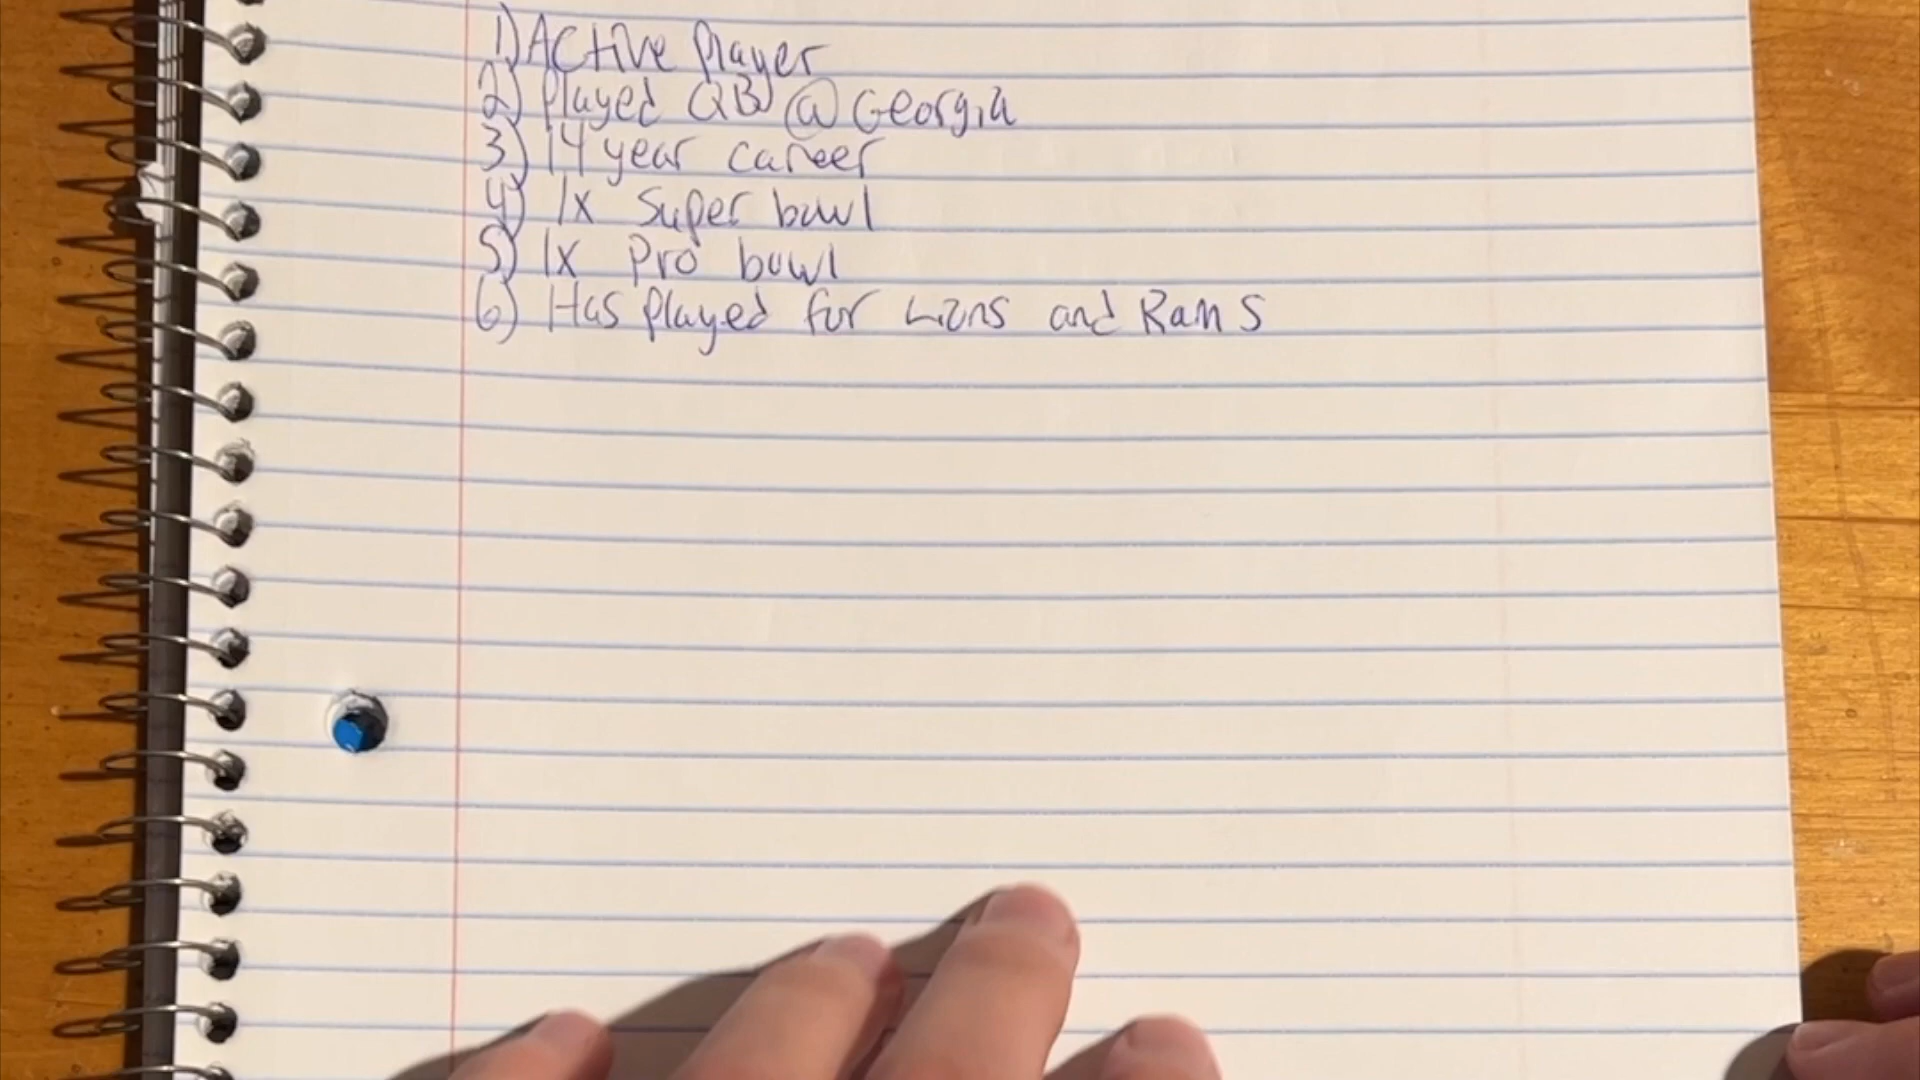 1) Active Player
2) Played QB @ Georgia
3) 14 year career
4) 1x Super bowl
5) 1x Pro bowl
6) Has Played for Lions and Rams